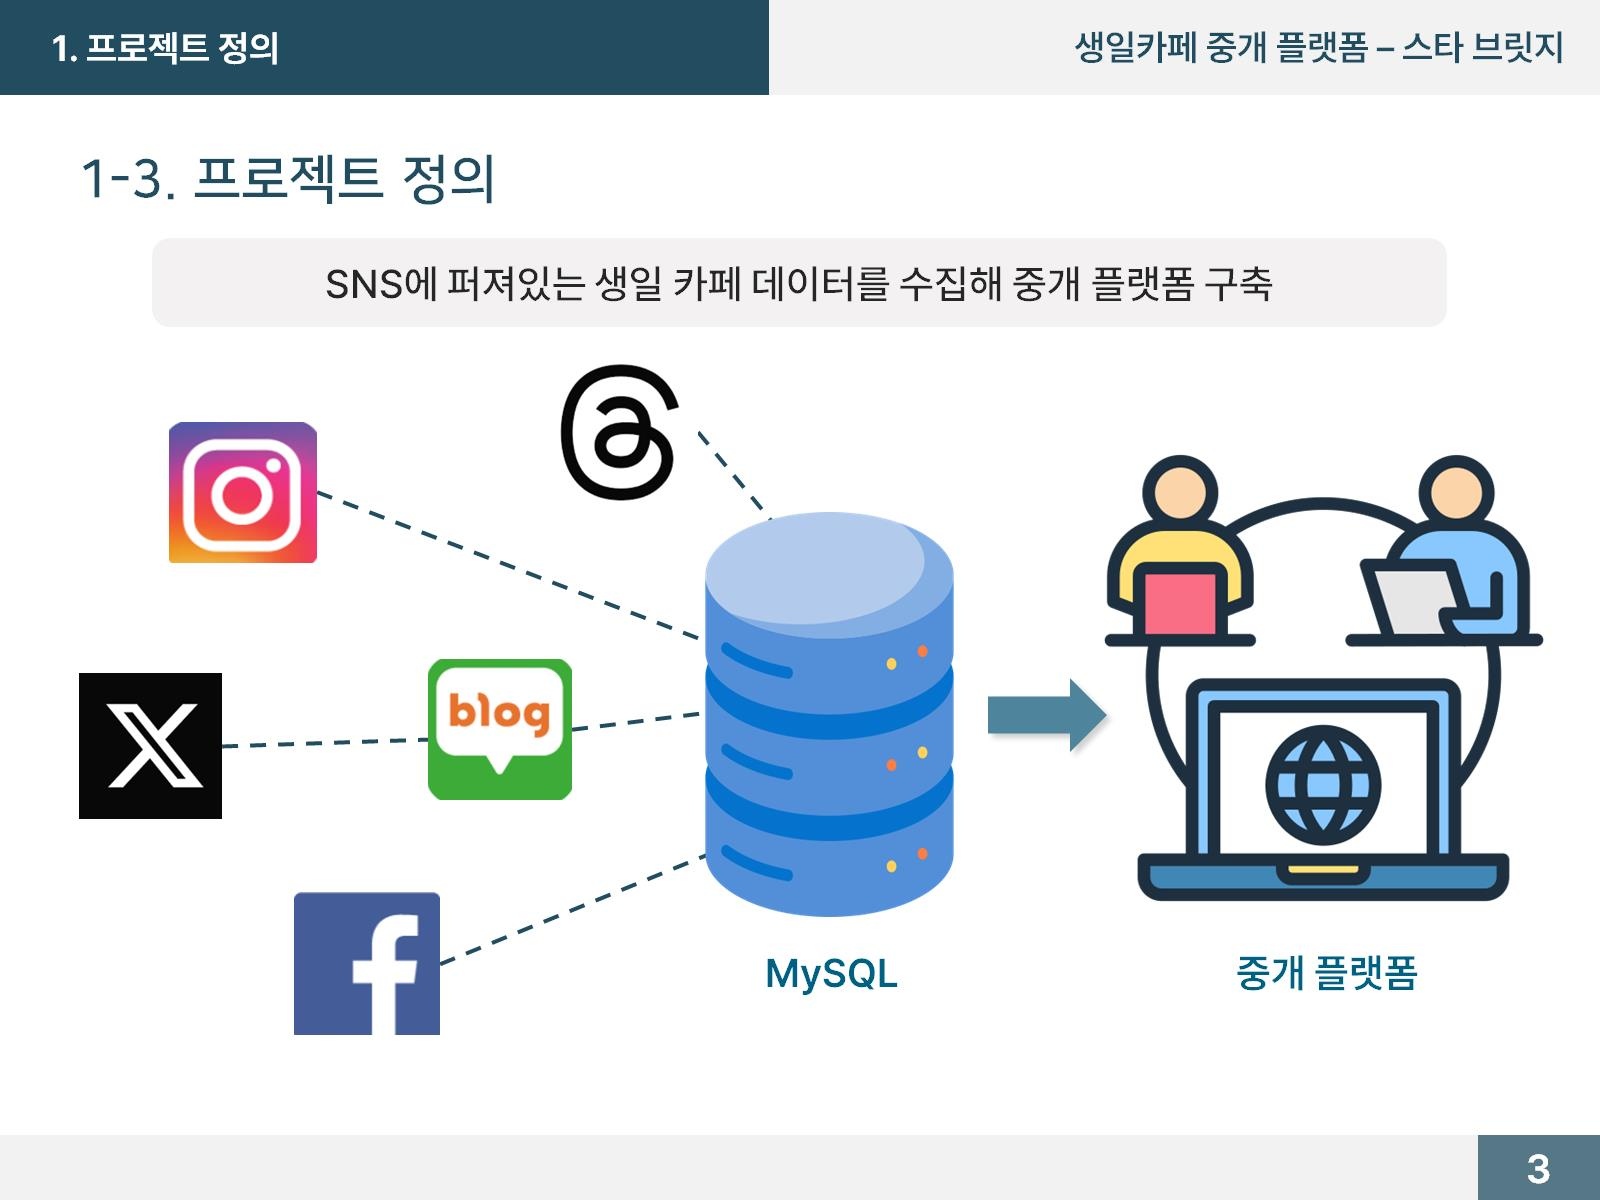 1. 프로젝트 정의
생일카페 중개 플랫폼 – 스타 브릿지
1-3. 프로젝트 정의
SNS에 퍼져있는 생일 카페 데이터를 수집해 중개 플랫폼 구축
blog
MySQL
중개 플랫폼
3